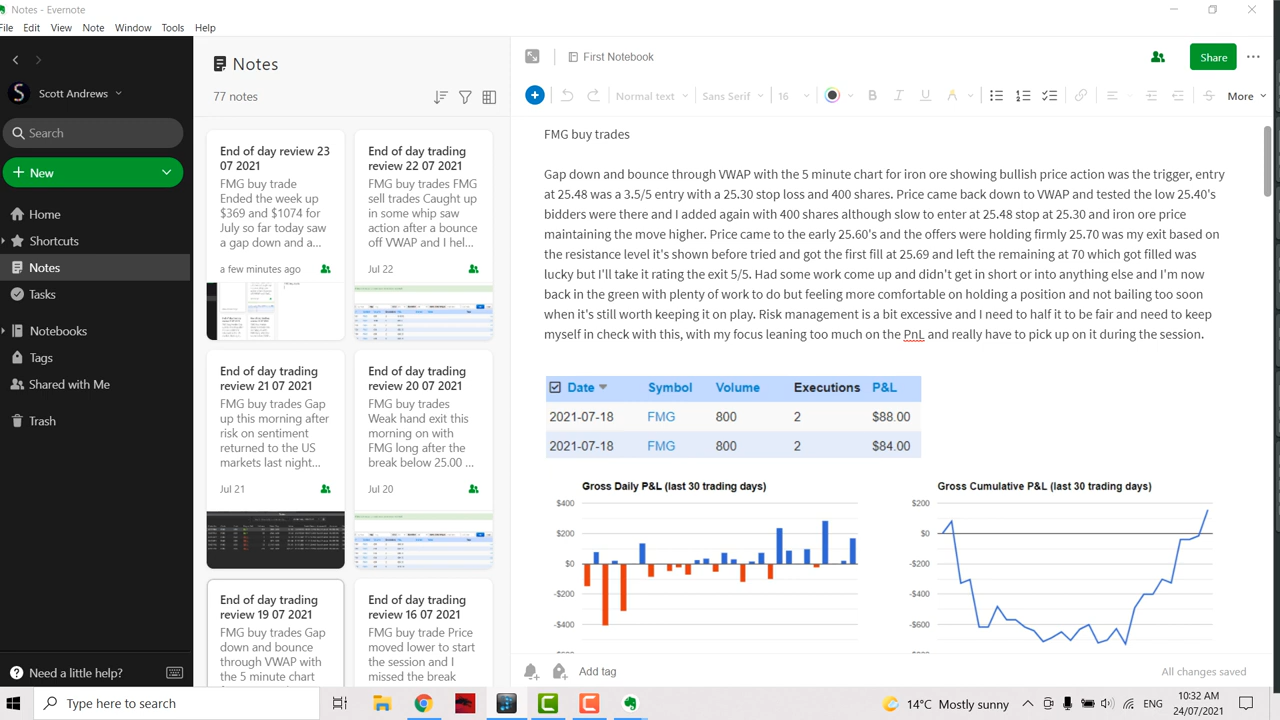 Notes - Evernote
File Edit View Note Window Tools Help
Scott Andrews
Search
New
Home
Shortcuts
Notes
Tasks
Notebooks
Tags
Shared with Me
Trash
Need a little help?
Notes
77 notes
End of day review 23
07 2021
FMG buy trade
Ended the week up
$369 and $1074 for
July so far today saw
a gap down and a...
a few minutes ago
End of day trading
review 22 07 2021
FMG buy trades FMG
sell trades Caught up
in some whip saw
action after a bounce
off VWAP and I hel...
Jul 22
End of day trading
review 21 07 2021
FMG buy trades Gap
up this morning after
risk on sentiment
returned to the US
markets last night...
Jul 21
End of day trading
review 20 07 2021
FMG buy trades
Weak hand exit this
morning on with
FMG long after the
break below 25.00 ...
Jul 20
End of day trading
review 19 07 2021
FMG buy trades Gap
down and bounce
through VWAP with
the 5 minute chart
End of day trading
review 16 07 2021
FMG buy trade Price
moved lower to start
the session and I
missed the break
First Notebook
Share
Normal text Sans Serif 16 B I U S More
FMG buy trades
Gap down and bounce through VWAP with the 5 minute chart for iron ore showing bullish price action was the trigger, entry
at 25.48 was a 3.5/5 entry with a 25.30 stop loss and 400 shares. Price came back down to VWAP and tested the low 25.40's
bidders were there and I added again with 400 shares although slow to enter at 25.48 stop at 25.30 and iron ore price
maintaining the move higher. Price came to the early 25.60's and the offers were holding firmly 25.70 was my exit based on
the resistance level it's shown before tried and got the first fill at 25.69 and left the remaining at 70 which got filled was
lucky but I'll take it rating the exit 5/5. Had some work come up and didn't get in short or into anything else and I'm now
back in the green with plenty of work to do but feeling more comfortable on holding a position and not bailing too soon
when it's still worth keeping it on play. Risk management is a bit excessive and I need to half it to be fair and need to keep
myself in check with this, with my focus leaning too much on the PnL and really have to pick up on it during the session.
Date Symbol Volume Executions P&L
2021-07-18 FMG 800 2 $88.00
2021-07-18 FMG 800 2 $84.00
Gross Daily P&L (last 30 trading days)
$400
$200
$0
-$200
-$400
Gross Cumulative P&L (last 30 trading days)
$200
$0
-$200
-$400
-$600
Add tag
All changes saved
Type here to search
14°C Mostly sunny
ENG
10:32 AM
24/07/2021